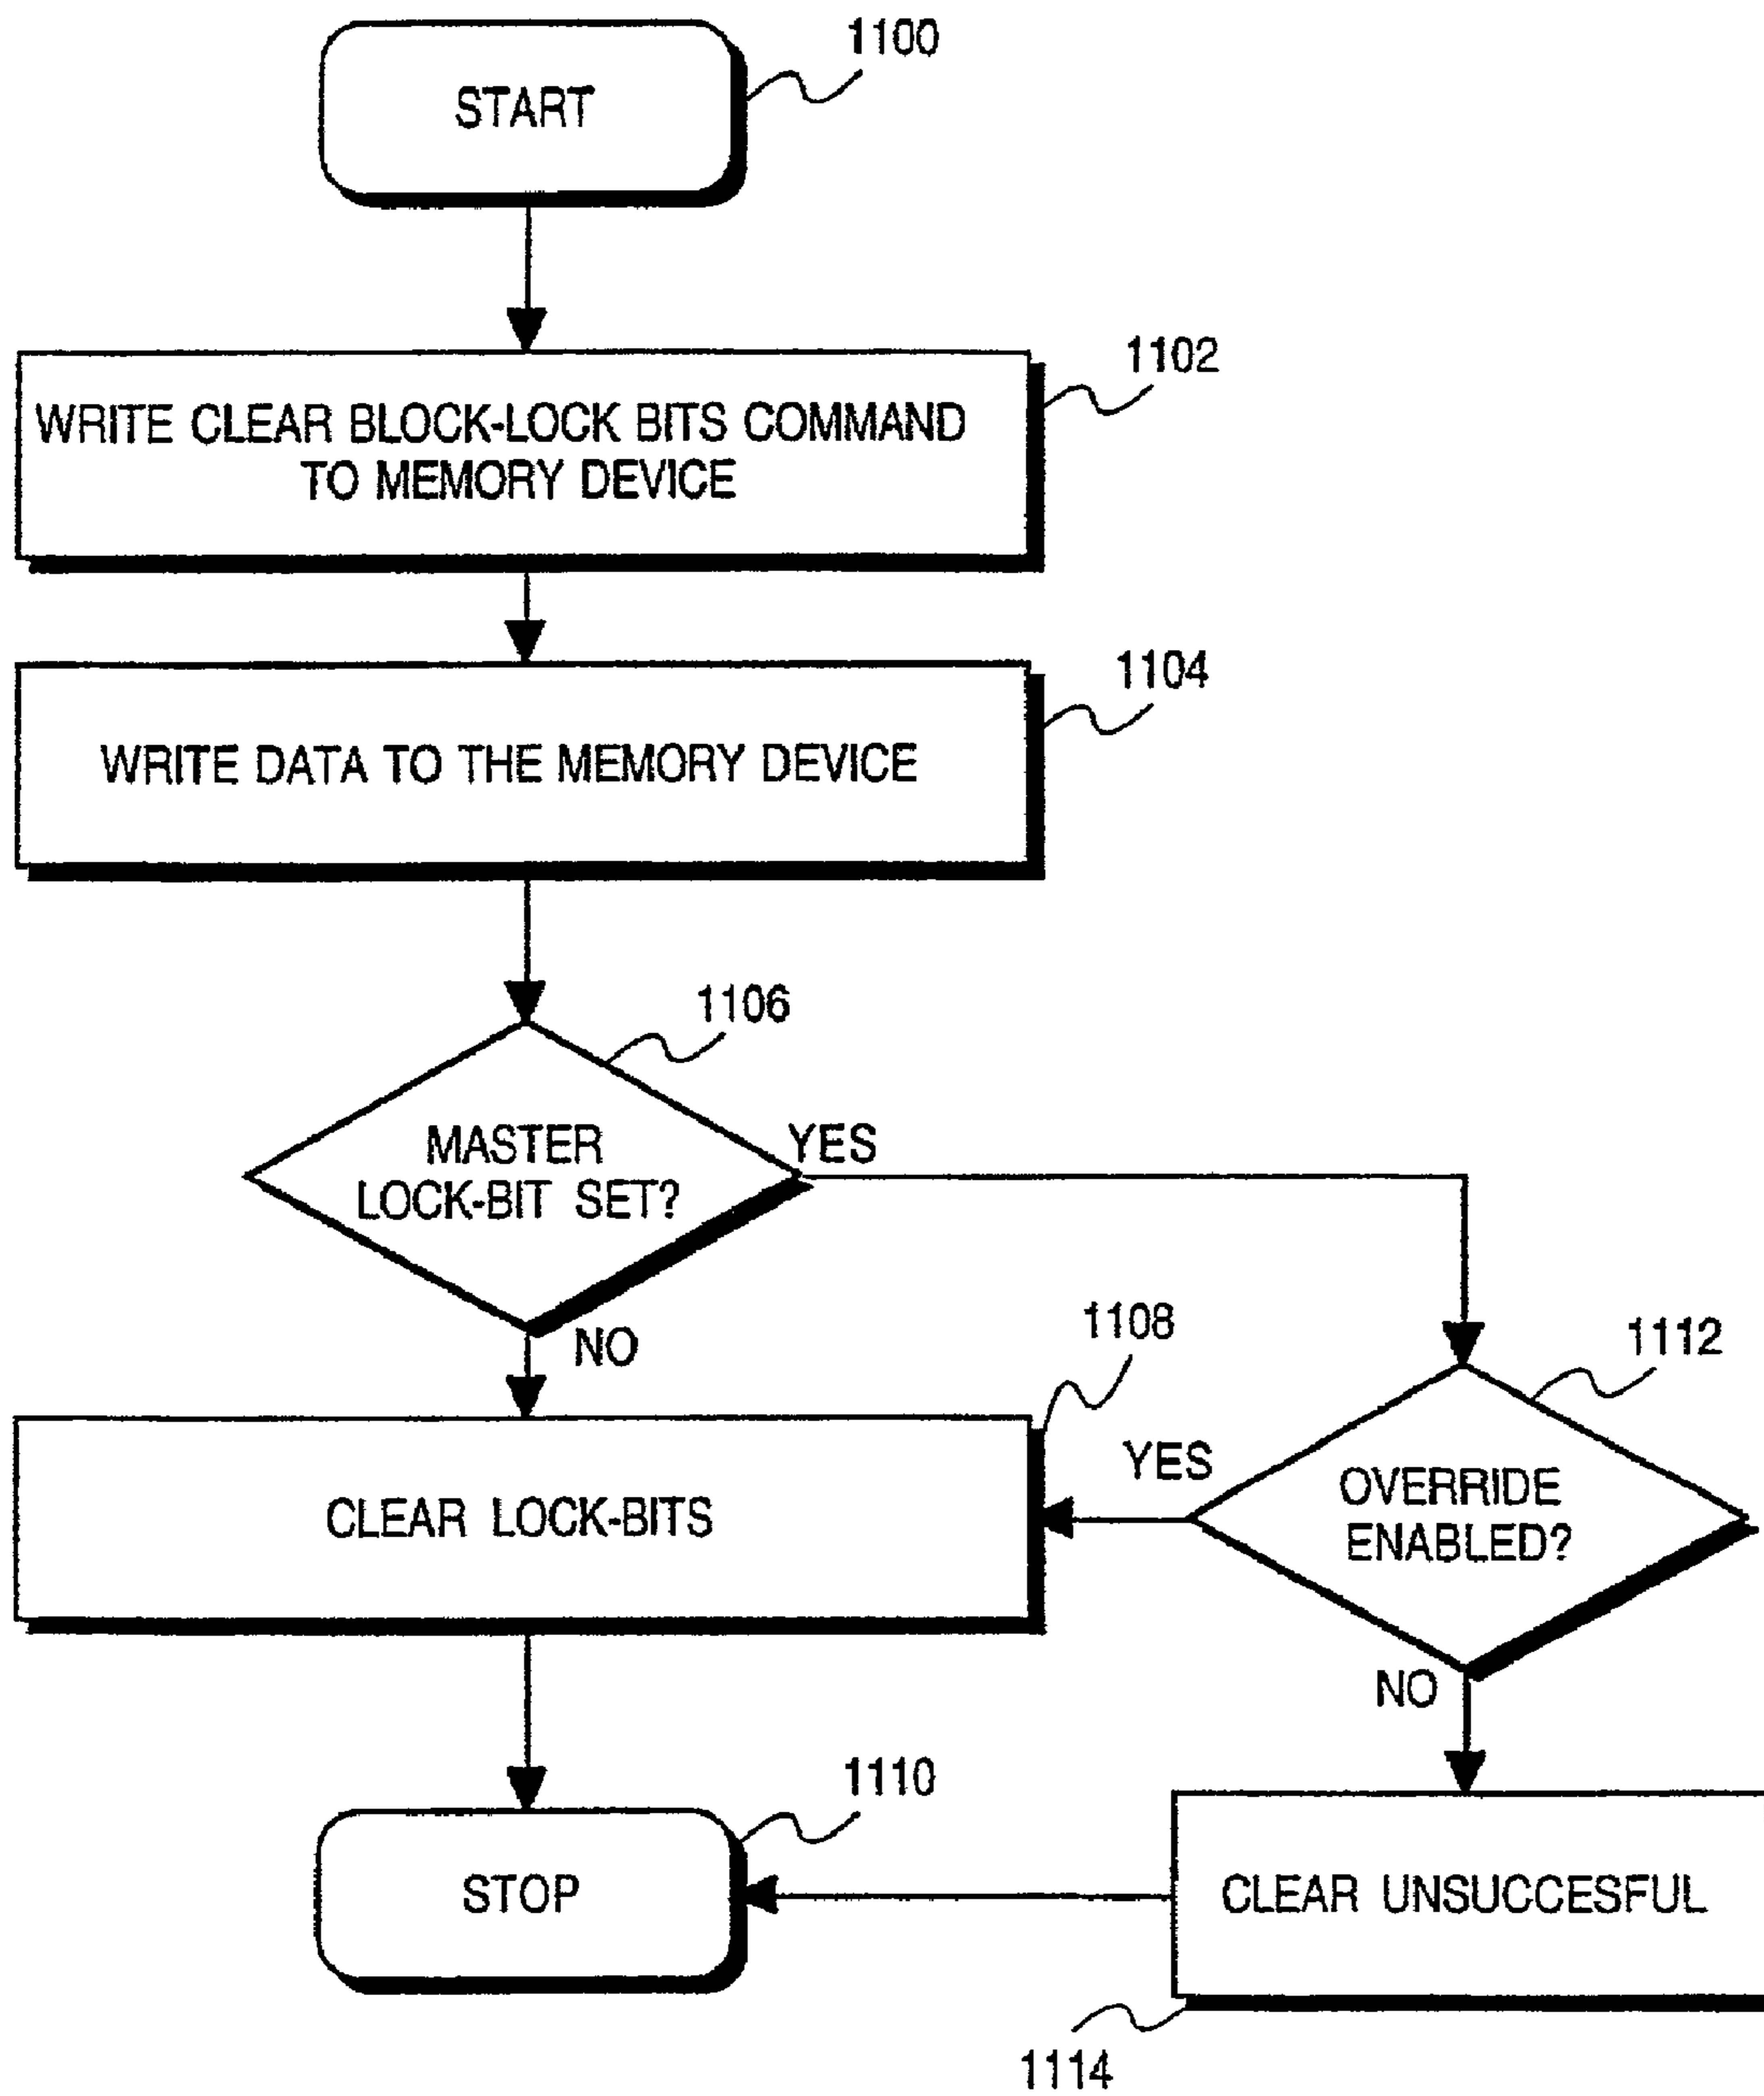 1100
START
1102
WRITE CLEAR BLOCK-LOCK BITS COMMAND
TO MEMORY DEVICE
1104
WRITE DATA TO THE MEMORY DEVICE
1106
MASTER
LOCK-BIT SET?
YES
NO
1108
1112
YES
OVERRIDE
ENABLED?
CLEAR LOCK-BITS
NO
1110
STOP
CLEAR UNSUCCESFUL
1114